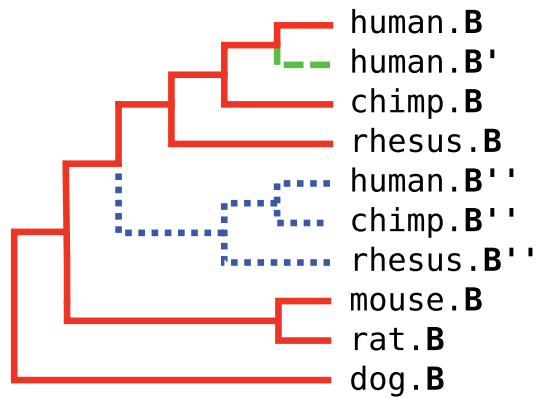 human.B
human.B'
chimp.B
rhesus.B
human.B''
chimp.B''
rhesus.B''
mouse.B
rat.B
dog.B